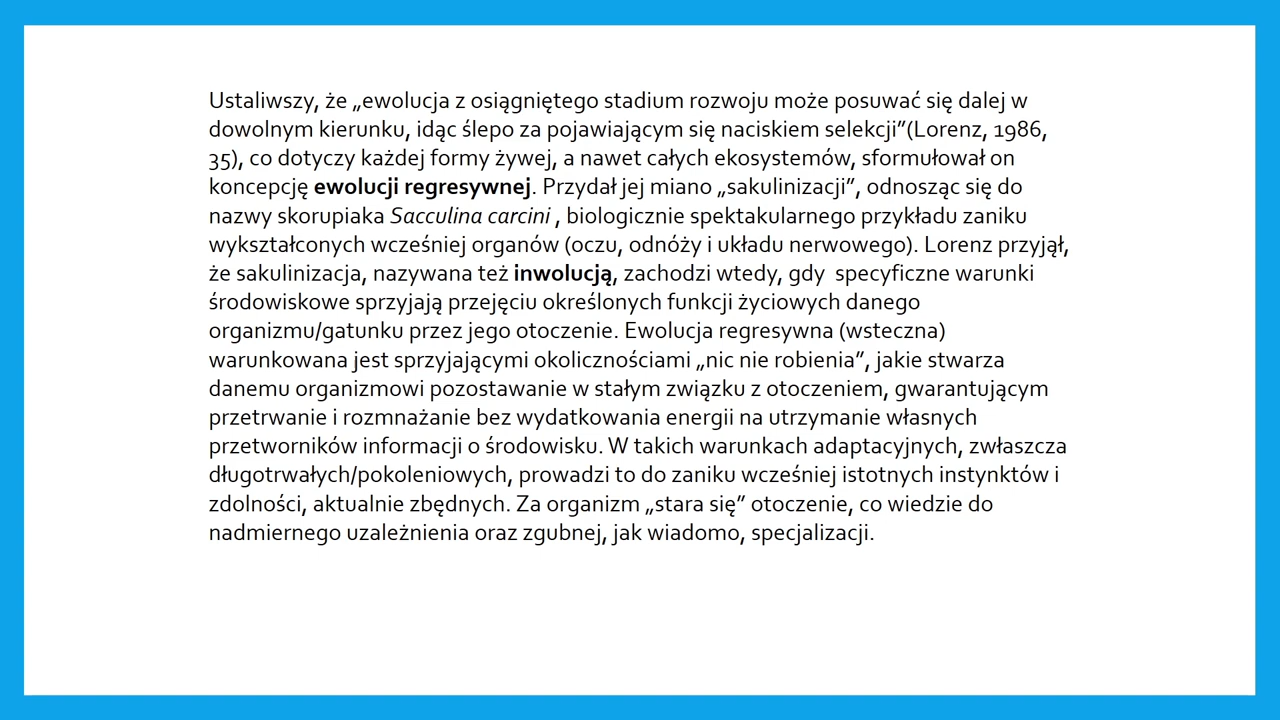 Ustaliwszy, że „ewolucja z osiągniętego stadium rozwoju może posuwać się dalej w
dowolnym kierunku, idąc ślepo za pojawiającym się naciskiem selekcji”(Lorenz, 1986,
35), co dotyczy każdej formy żywej, a nawet całych ekosystemów, sformułował on
koncepcję ewolucji regresywnej. Przydał jej miano „sakulinizacji”, odnosząc się do
nazwy skorupiaka Sacculina carcini , biologicznie spektakularnego przykładu zaniku
wykształconych wcześniej organów (oczu, odnóży i układu nerwowego). Lorenz przyjął,
że sakulinizacja, nazywana też inwolucją, zachodzi wtedy, gdy  specyficzne warunki
środowiskowe sprzyjają przejęciu określonych funkcji życiowych danego
organizmu/gatunku przez jego otoczenie. Ewolucja regresywna (wsteczna)
warunkowana jest sprzyjającymi okolicznościami „nic nie robienia”, jakie stwarza
danemu organizmowi pozostawanie w stałym związku z otoczeniem, gwarantującym
przetrwanie i rozmnażanie bez wydatkowania energii na utrzymanie własnych
przetworników informacji o środowisku. W takich warunkach adaptacyjnych, zwłaszcza
długotrwałych/pokoleniowych, prowadzi to do zaniku wcześniej istotnych instynktów i
zdolności, aktualnie zbędnych. Za organizm „stara się” otoczenie, co wiedzie do
nadmiernego uzależnienia oraz zgubnej, jak wiadomo, specjalizacji.